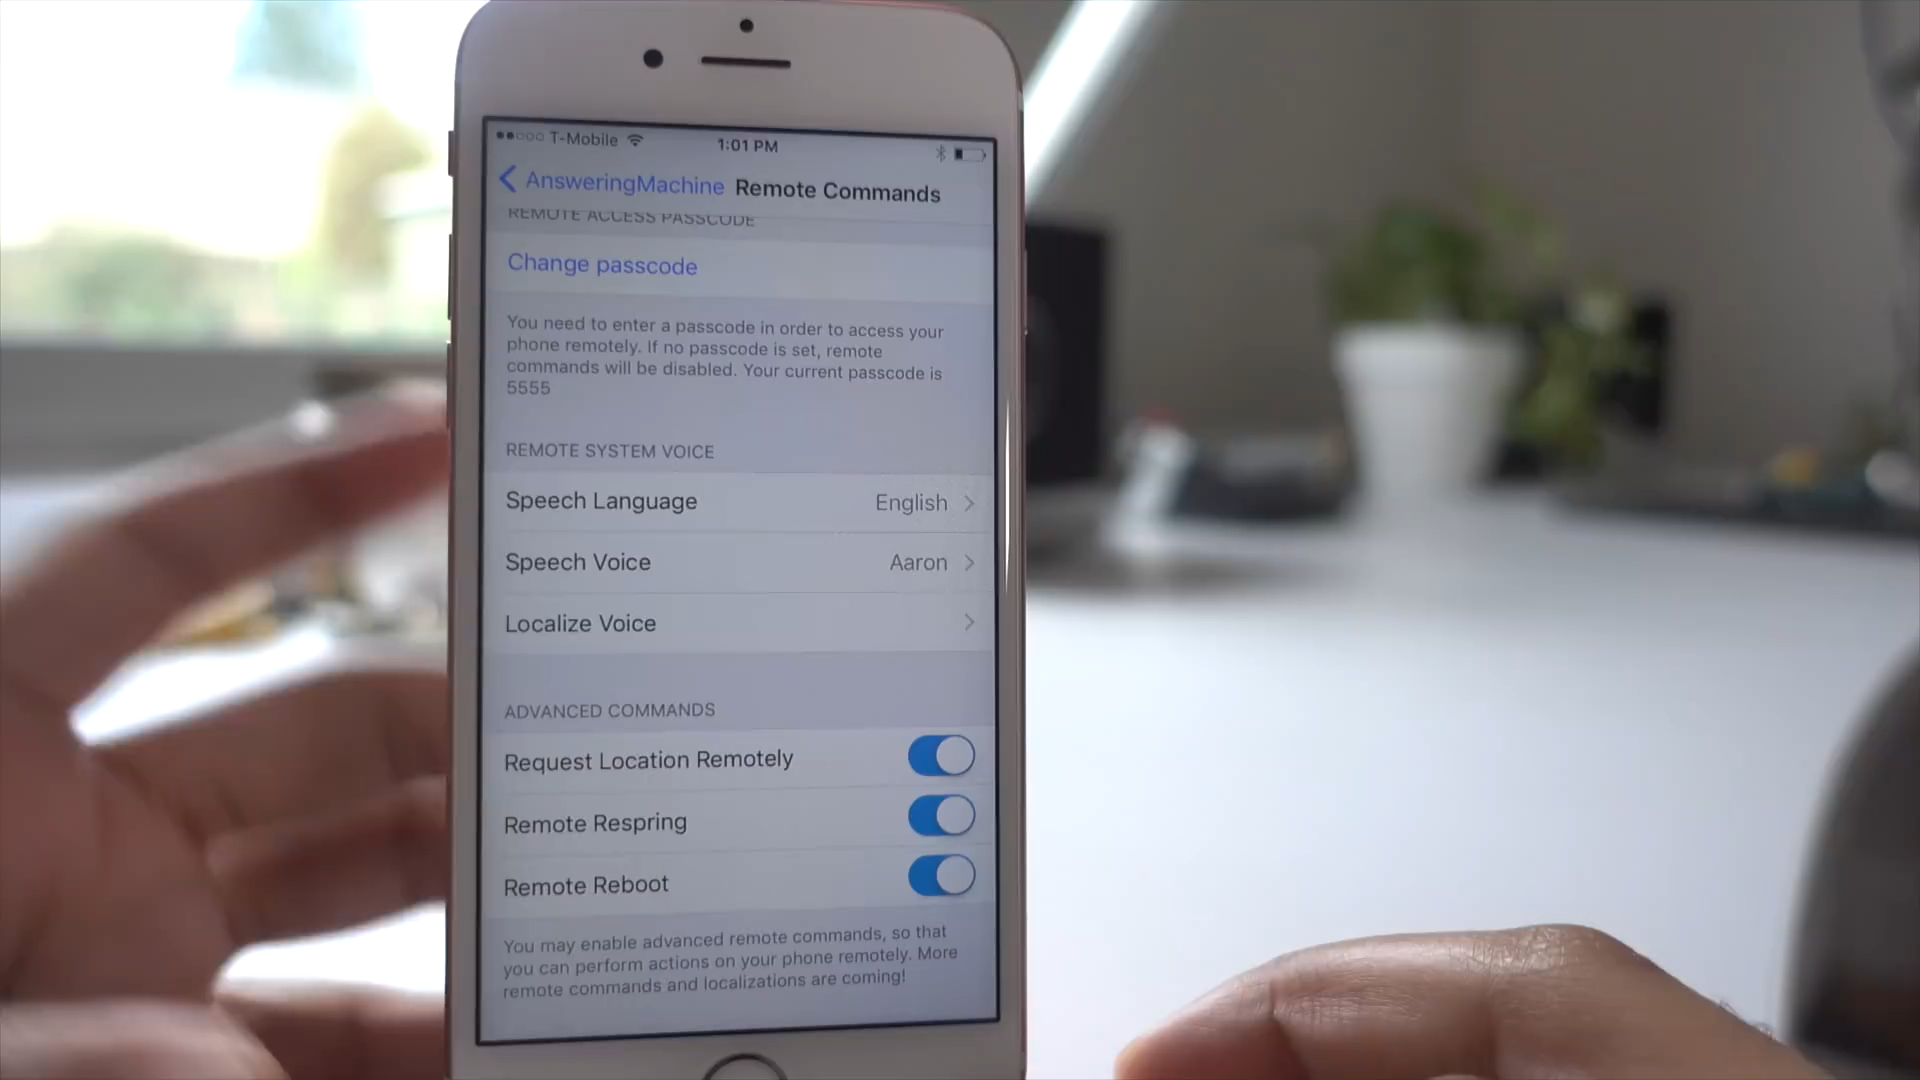 T-Mobile 1:01 PM
AnsweringMachine Remote Commands
REMOTE ACCESS PASSCODE
Change passcode
You need to enter a passcode in order to access your
phone remotely. If no passcode is set, remote
commands will be disabled. Your current passcode is
5555
REMOTE SYSTEM VOICE
Speech Language English
Speech Voice Aaron
Localize Voice
ADVANCED COMMANDS
Request Location Remotely
Remote Respring
Remote Reboot
You may enable advanced remote commands, so that
you can perform actions on your phone remotely. More
remote commands and localizations are coming!